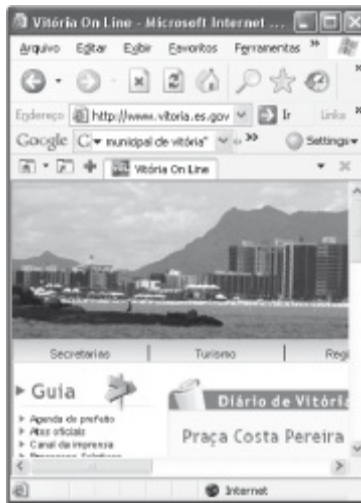 Vitória On Line - Microsoft Internet ...
Arquivo Editar Exibir Favoritos Ferramentas »
Endereço http://www.vitoria.es.gov Ir Links »
Google municipal de vitória" » Settings
Vitória On Line
Secretarias Turismo Regi
Guia
Diário de Vitóri
Agenda do prefeito
Praça Costa Pereira
Atos oficiais
Canal da imprensa
Internet